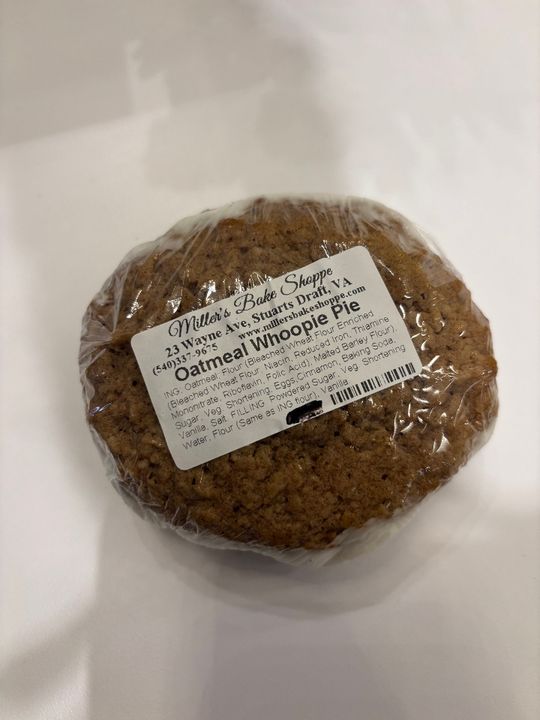 Miller's Bake Shoppe
23 Wayne Ave, Stuarts Draft, VA
(540)337-9675 www.millersbakeshoppe.com
Oatmeal Whoopie Pie
ING: Oatmeal, Flour (Bleached Wheat Flour Enriched
(Bleached Wheat Flour, Niacin, Reduced Iron, Thiamine
Mononitrate, Riboflavin, Folic Acid), Malted Barley Flour),
Sugar, Veg. Shortening, Eggs, Cinnamon, Baking Soda,
Vanilla, Salt. FILLING: Powdered Sugar, Veg. Shortening
Water, Flour (Same as ING flour), Vanilla